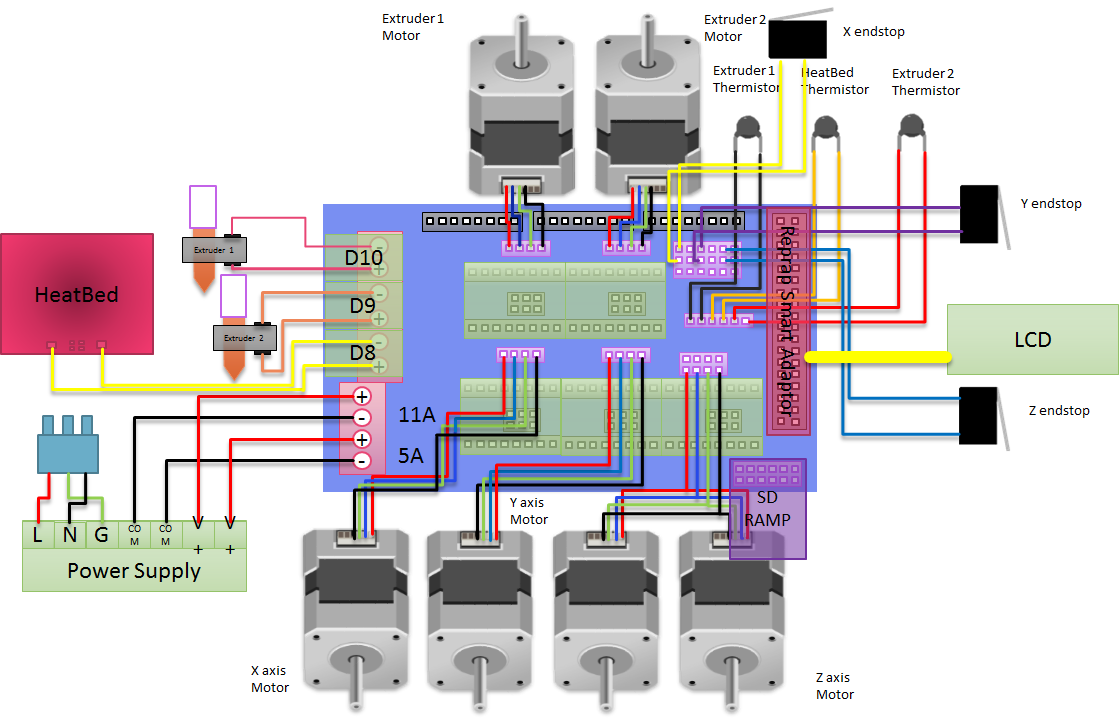 Extruder 1
Motor
Extruder 2
Motor
X endstop
Extruder 1
Thermistor
HeatBed
Thermistor
Extruder 2
Thermistor
Y endstop
Extruder 1
D10
-
+
HeatBed
D9
-
+
Extruder 2
D8
-
+
Reprap Smart Adaptor
LCD
+
-
11A
+
-
5A
Z endstop
SD
RAMP
Y axis
Motor
L N G COM COM V+ V+
Power Supply
X axis
Motor
Z axis
Motor